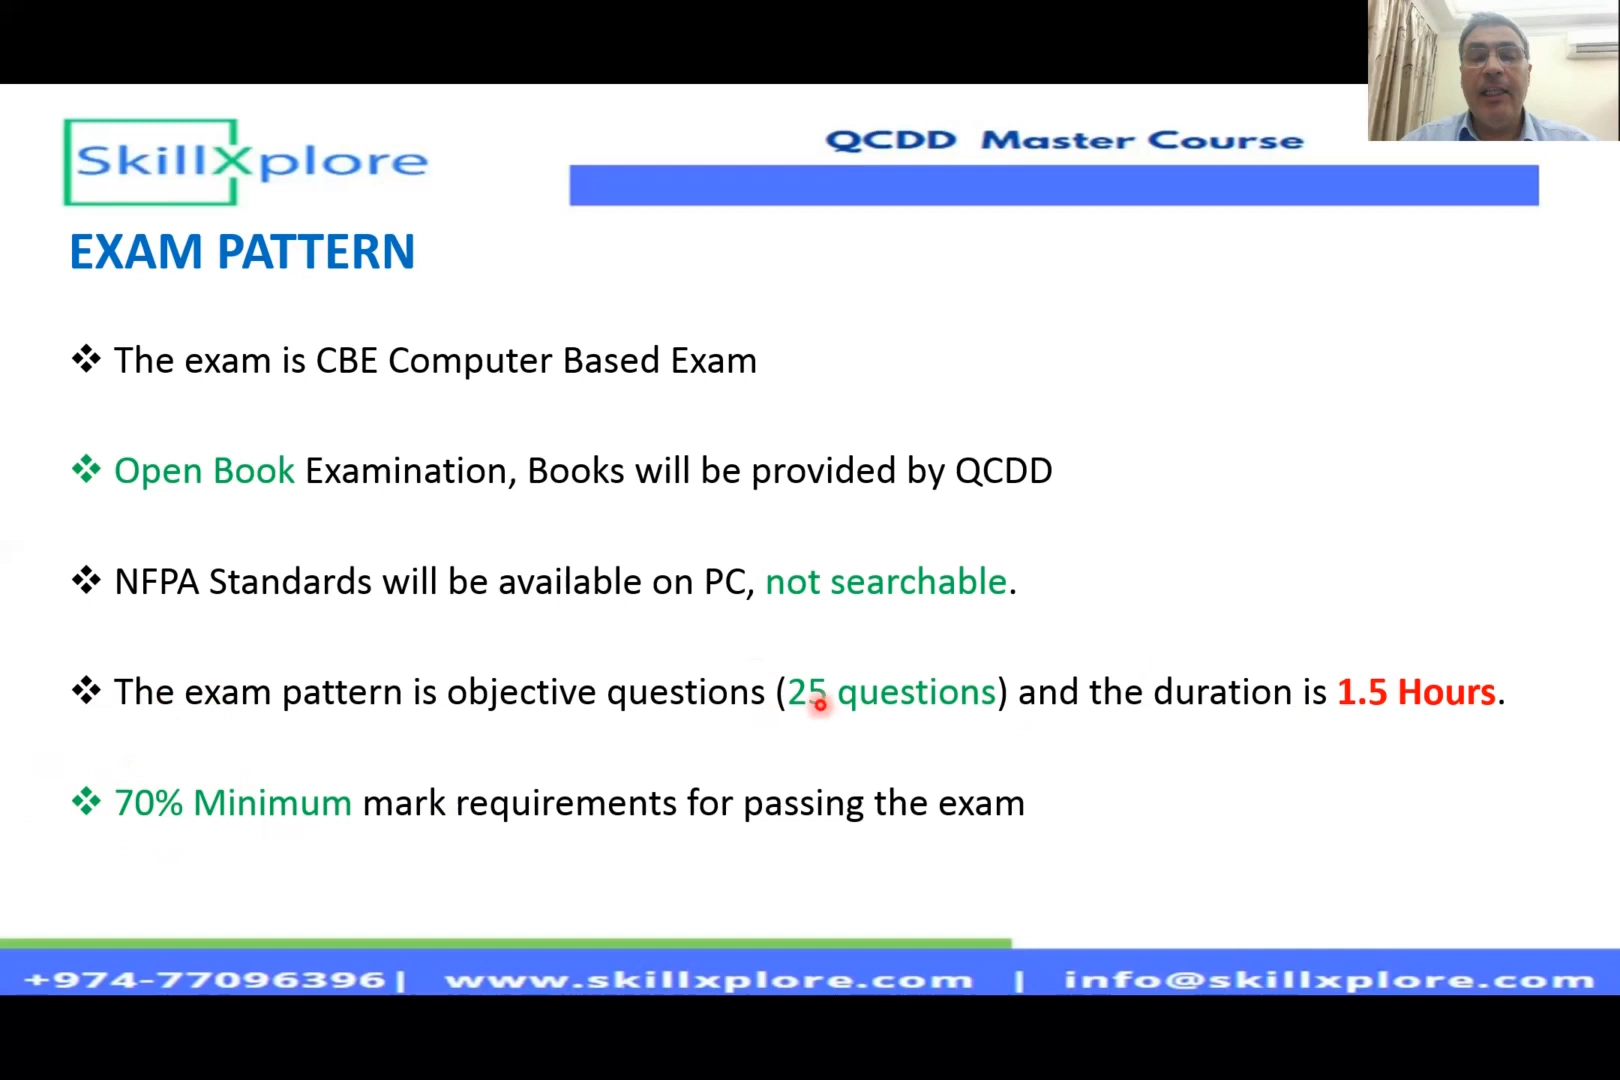 SkillXplore
QCDD Master Course
EXAM PATTERN
The exam is CBE Computer Based Exam
Open Book Examination, Books will be provided by QCDD
NFPA Standards will be available on PC, not searchable.
The exam pattern is objective questions (25 questions) and the duration is 1.5 Hours.
70% Minimum mark requirements for passing the exam
+974-77096396| www.skillxplore.com | info@skillxplore.com